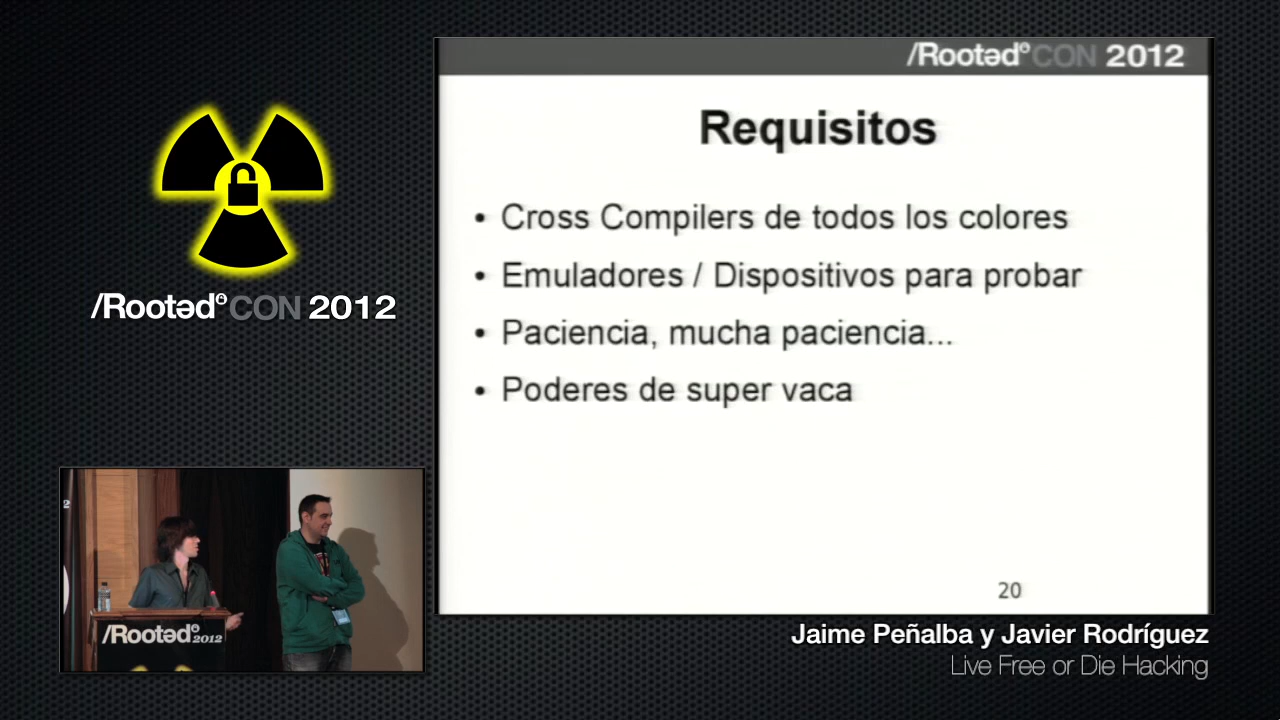 /Rootəd CON 2012
Requisitos
• Cross Compilers de todos los colores
• Emuladores / Dispositivos para probar
• Paciencia, mucha paciencia...
• Poderes de super vaca
20
/Rootəd CON 2012
/Rootəd 2012
Jaime Peñalba y Javier Rodríguez
Live Free or Die Hacking